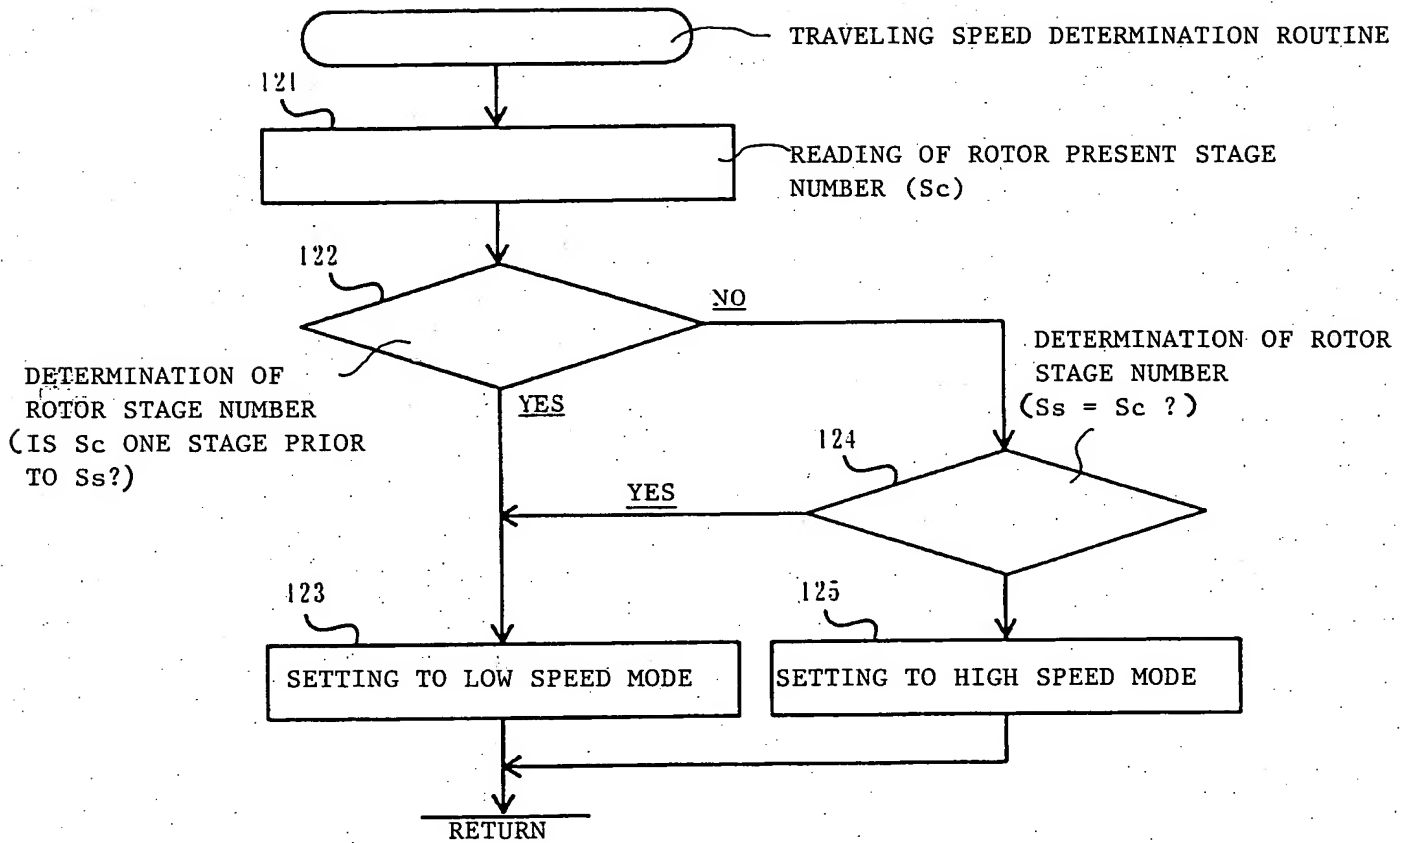 TRAVELING SPEED DETERMINATION ROUTINE
121
READING OF ROTOR PRESENT STAGE
NUMBER (Sc)
122
NO
DETERMINATION OF ROTOR
STAGE NUMBER
(Ss = Sc ?)
DETERMINATION OF
ROTOR STAGE NUMBER
(IS Sc ONE STAGE PRIOR
TO Ss?)
YES
124
YES
123
125
SETTING TO LOW SPEED MODE
SETTING TO HIGH SPEED MODE
RETURN